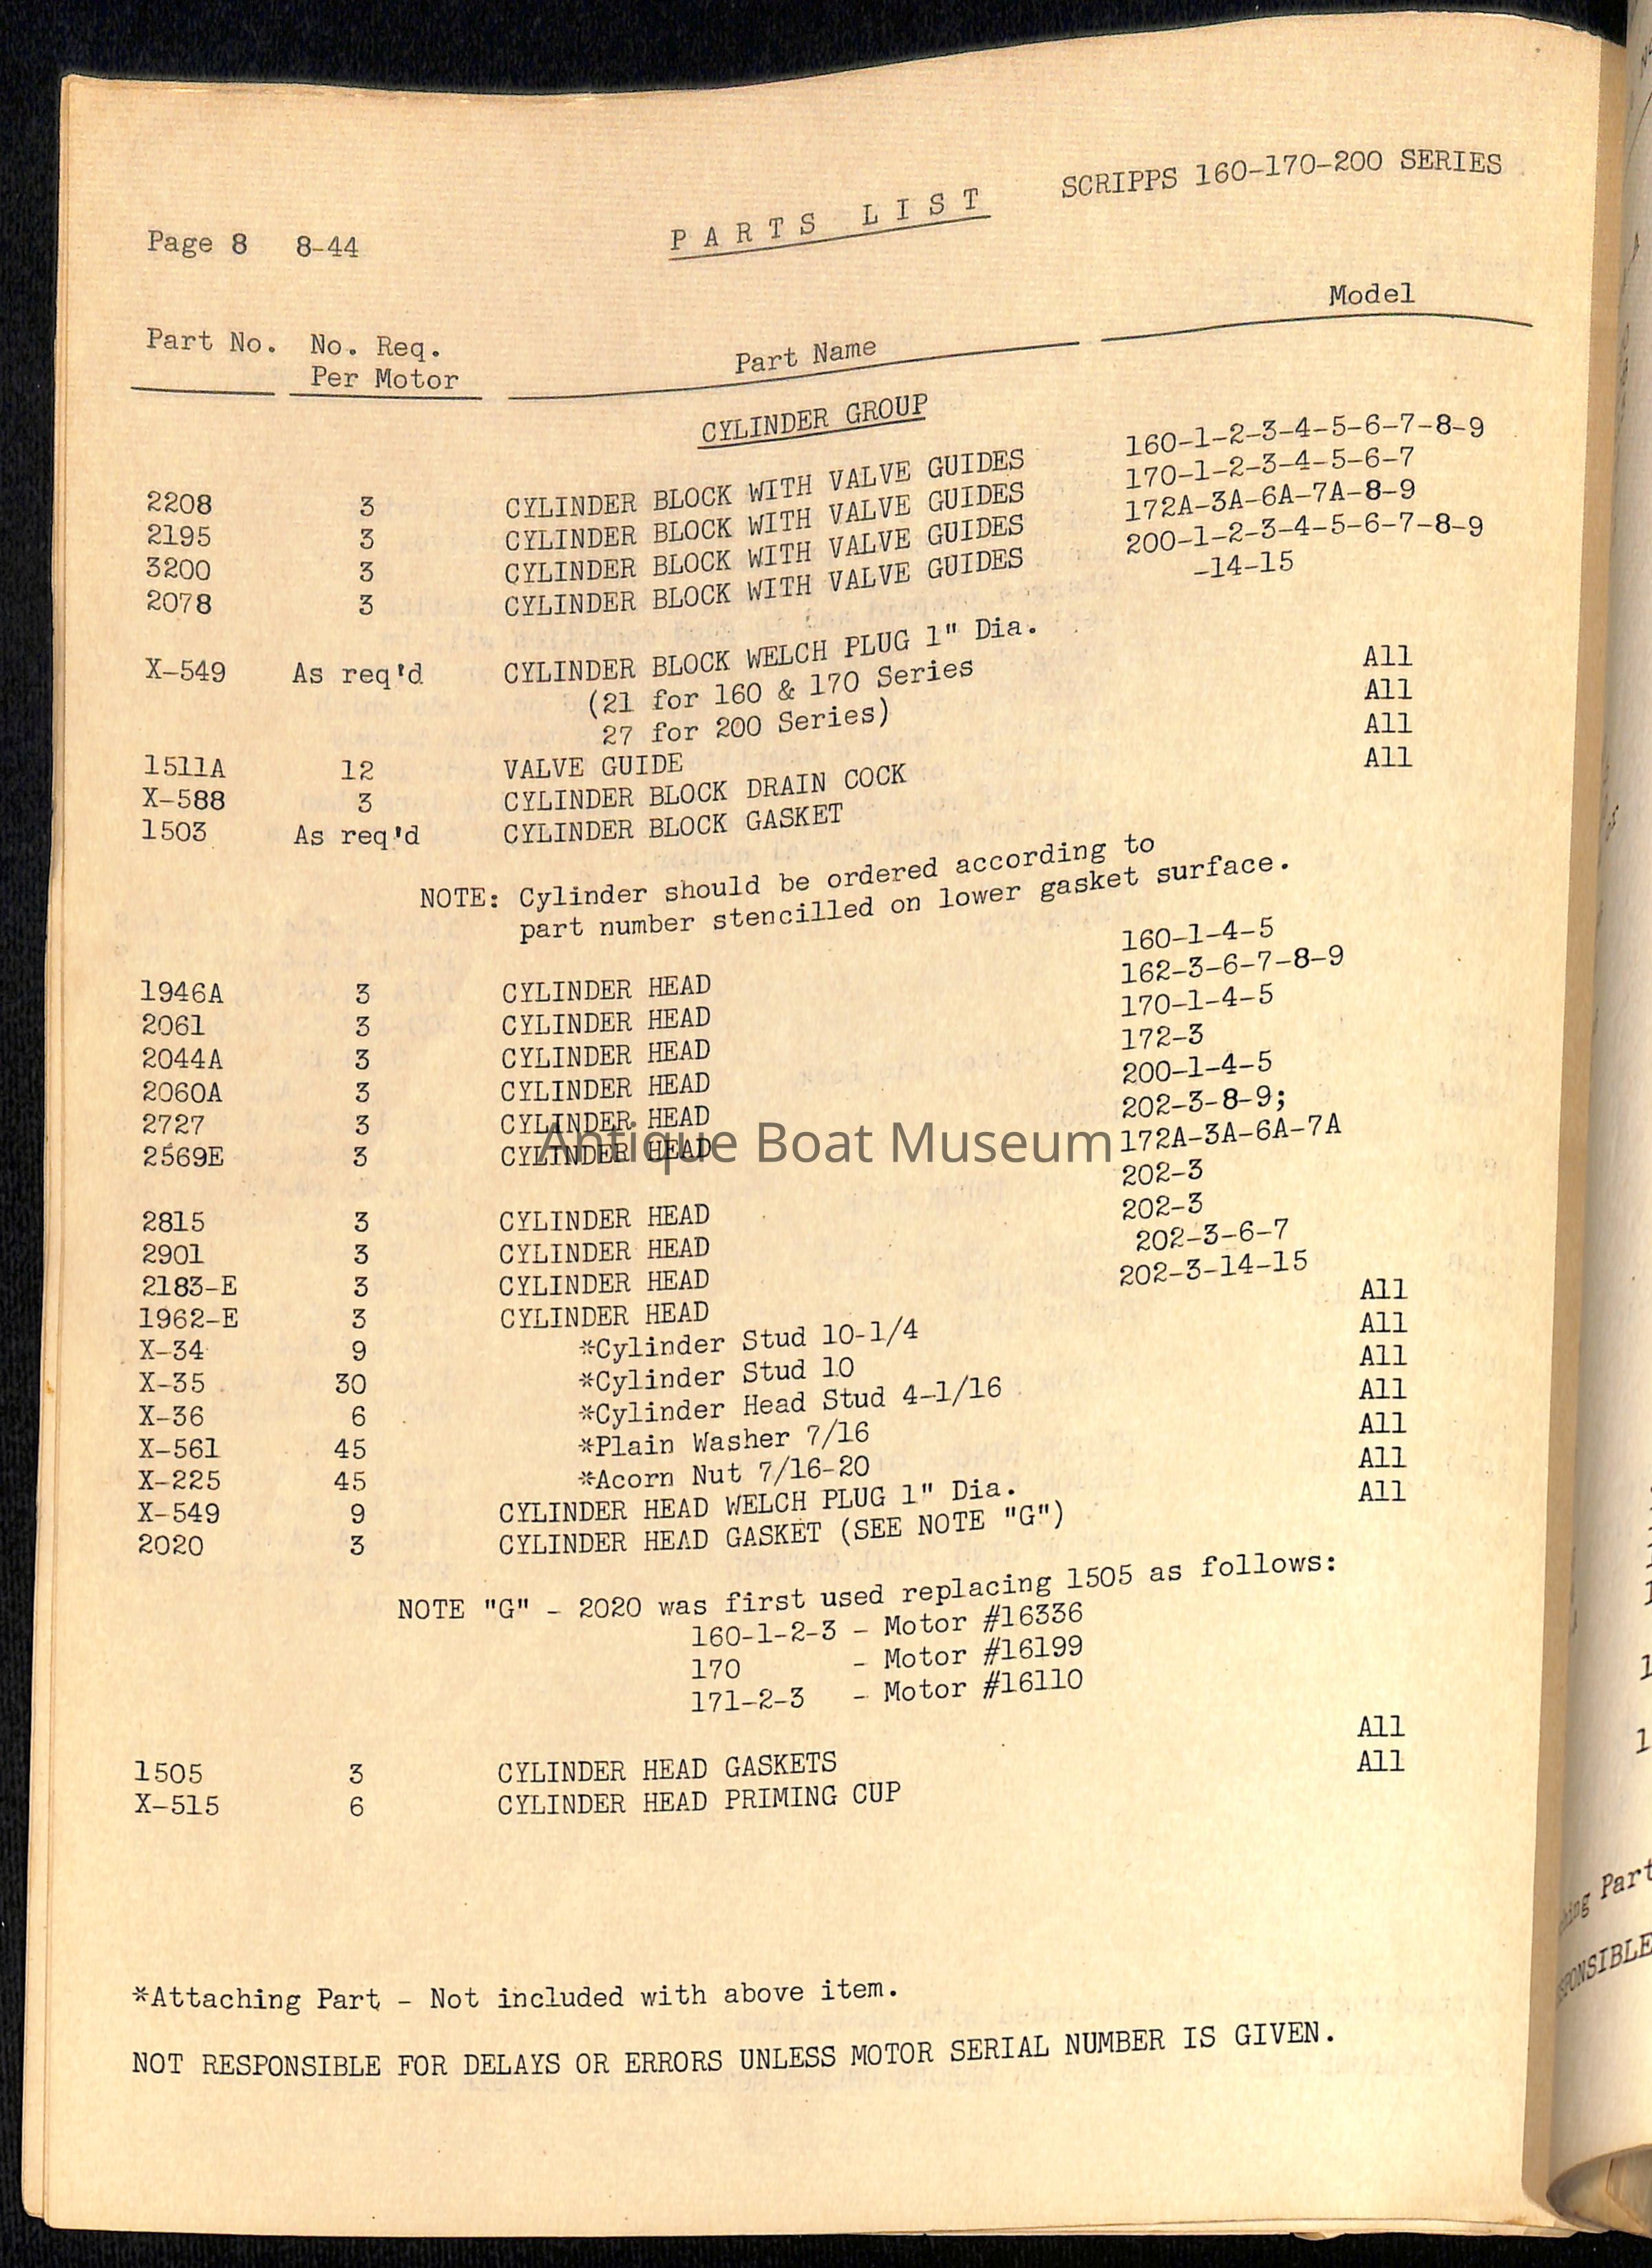 SCRIPPS 160-170-200 SERIES
Page 8 8-44 PARTS LIST
Model
Part No. No. Req. Part Name
Per Motor
CYLINDER GROUP
2208 3 CYLINDER BLOCK WITH VALVE GUIDES 160-1-2-3-4-5-6-7-8-9
2195 3 CYLINDER BLOCK WITH VALVE GUIDES 170-1-2-3-4-5-6-7
3200 3 CYLINDER BLOCK WITH VALVE GUIDES 172A-3A-6A-7A-8-9
2078 3 CYLINDER BLOCK WITH VALVE GUIDES 200-1-2-3-4-5-6-7-8-9
-14-15
X-549 As req'd CYLINDER BLOCK WELCH PLUG 1" Dia.
(21 for 160 & 170 Series
27 for 200 Series) All
1511A 12 VALVE GUIDE All
X-588 3 CYLINDER BLOCK DRAIN COCK All
1503 As req'd CYLINDER BLOCK GASKET All
NOTE: Cylinder should be ordered according to
part number stencilled on lower gasket surface.
1946A 3 CYLINDER HEAD 160-1-4-5
2061 3 CYLINDER HEAD 162-3-6-7-8-9
2044A 3 CYLINDER HEAD 170-1-4-5
2060A 3 CYLINDER HEAD 172-3
2727 3 CYLINDER HEAD 200-1-4-5
2569E 3 CYLINDER HEAD 202-3-8-9;
172A-3A-6A-7A
2815 3 CYLINDER HEAD 202-3
2901 3 CYLINDER HEAD 202-3
2183-E 3 CYLINDER HEAD 202-3-6-7
1962-E 3 CYLINDER HEAD 202-3-14-15
X-34 9 *Cylinder Stud 10-1/4 All
X-35 30 *Cylinder Stud 10 All
X-36 6 *Cylinder Head Stud 4-1/16 All
X-561 45 *Plain Washer 7/16 All
X-225 45 *Acorn Nut 7/16-20 All
X-549 9 CYLINDER HEAD WELCH PLUG 1" Dia. All
2020 3 CYLINDER HEAD GASKET (SEE NOTE "G") All
NOTE "G" - 2020 was first used replacing 1505 as follows:
160-1-2-3 - Motor #16336
170 - Motor #16199
171-2-3 - Motor #16110
1505 3 CYLINDER HEAD GASKETS All
X-515 6 CYLINDER HEAD PRIMING CUP All
*Attaching Part - Not included with above item.
NOT RESPONSIBLE FOR DELAYS OR ERRORS UNLESS MOTOR SERIAL NUMBER IS GIVEN.
Antique Boat Museum